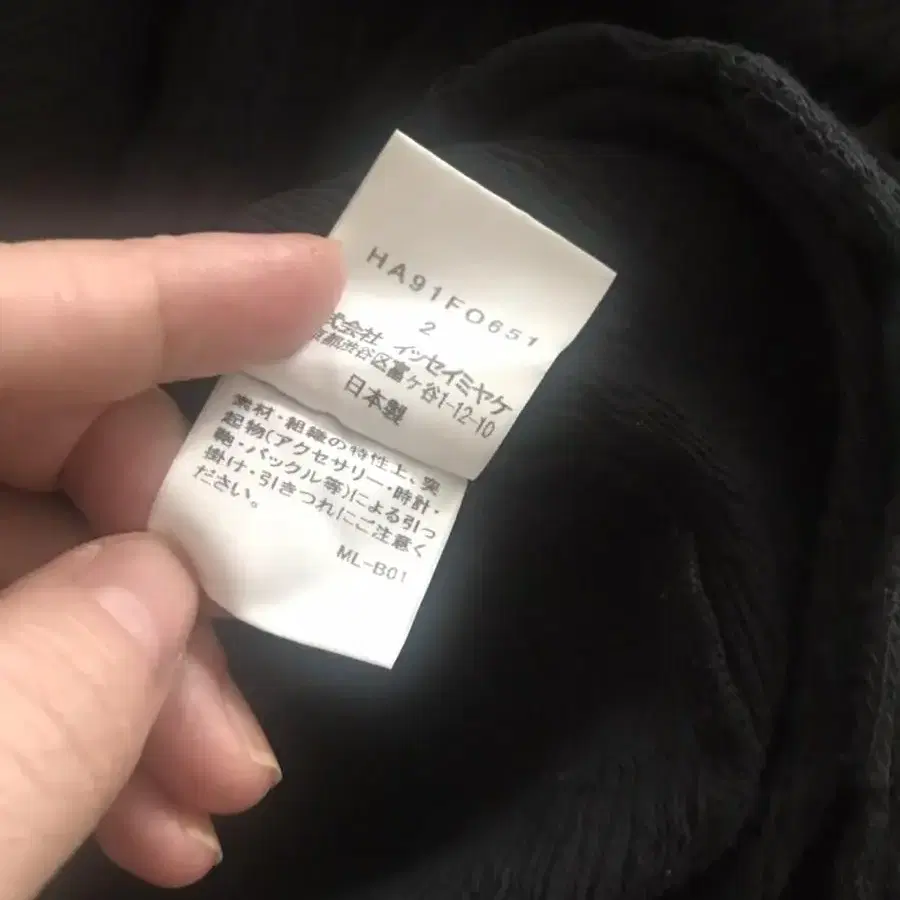 HA91FO651
2
式会社 イッセイミヤケ
京都渋谷区富ヶ谷1-12-10
日本製
素材・組織の特性上、突
起物(アクセサリー・時計・
鞄・バックル等)による引っ
掛け・引きつれにご注意く
ださい。
ML-B01